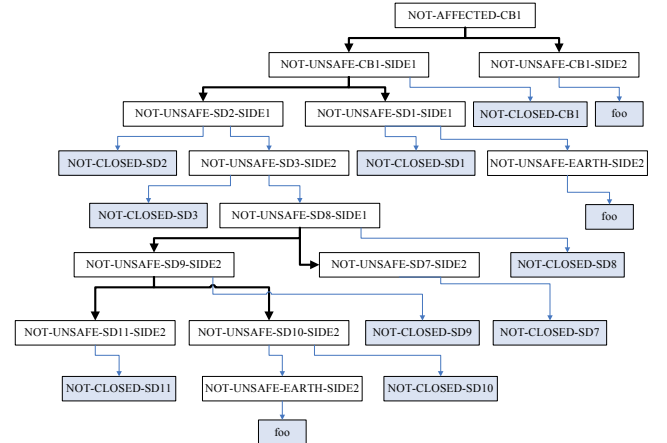 NOT-AFFECTED-CB1
NOT-UNSAFE-CB1-SIDE1
NOT-UNSAFE-CB1-SIDE2
NOT-UNSAFE-SD2-SIDE1
NOT-UNSAFE-SD1-SIDE1
NOT-CLOSED-CB1
foo
NOT-CLOSED-SD2
NOT-UNSAFE-SD3-SIDE2
NOT-CLOSED-SD1
NOT-UNSAFE-EARTH-SIDE2
NOT-CLOSED-SD3
NOT-UNSAFE-SD8-SIDE1
foo
NOT-UNSAFE-SD9-SIDE2
NOT-UNSAFE-SD7-SIDE2
NOT-CLOSED-SD8
NOT-UNSAFE-SD11-SIDE2
NOT-UNSAFE-SD10-SIDE2
NOT-CLOSED-SD9
NOT-CLOSED-SD7
NOT-CLOSED-SD11
NOT-UNSAFE-EARTH-SIDE2
NOT-CLOSED-SD10
foo